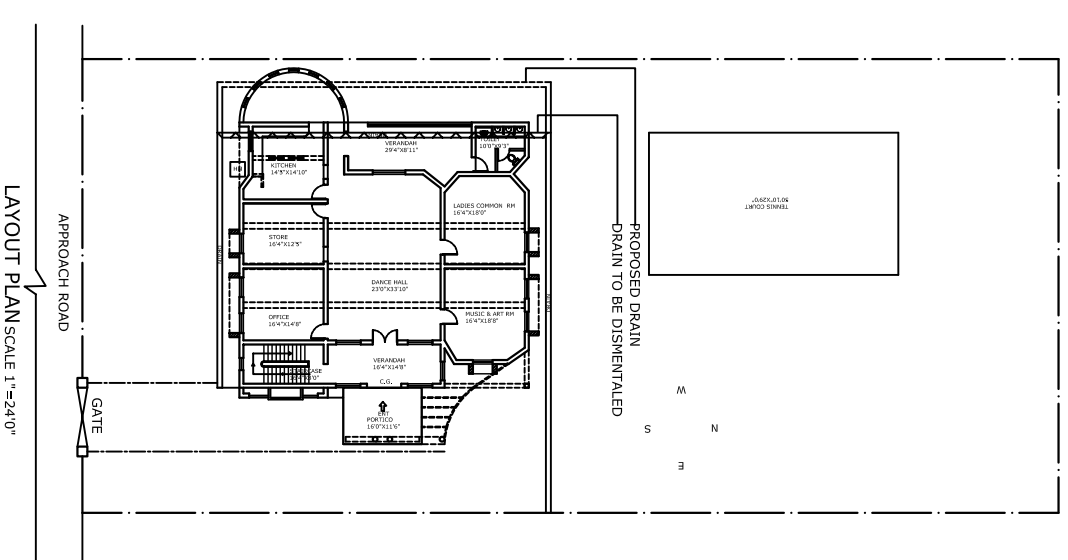 LAYOUT PLAN SCALE 1"=24'0"
APPROACH ROAD
GATE
DRAIN
H.B
KITCHEN
14'5"X14'10"
VERANDAH
29'4"X8'11"
TOILET
10'0"X9'3"
LADIES COMMON RM
16'4"X18'0"
STORE
16'4"X12'5"
DANCE HALL
23'0"X33'10"
OFFICE
16'4"X14'8"
MUSIC & ART RM
16'4"X18'8"
VERANDAH
16'4"X14'8"
C.G.
ENT
PORTICO
16'0"X11'6"
PROPOSED DRAIN
DRAIN TO BE DISMENTALED
TENNIS COURT
50'10"X29'0"
W
S
N
E